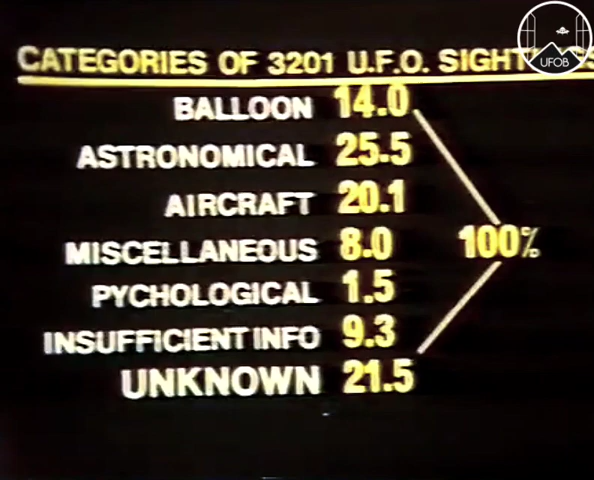 UFOB
CATEGORIES OF 3201 U.F.O.
BALLOON 14.0
ASTRONOMICAL 25.5
AIRCRAFT 20.1
MISCELLANEOUS 8.0
100%
PYCHOLOGICAL 1.5
INSUFFICIENT INFO 9.3
UNKNOWN 21.5